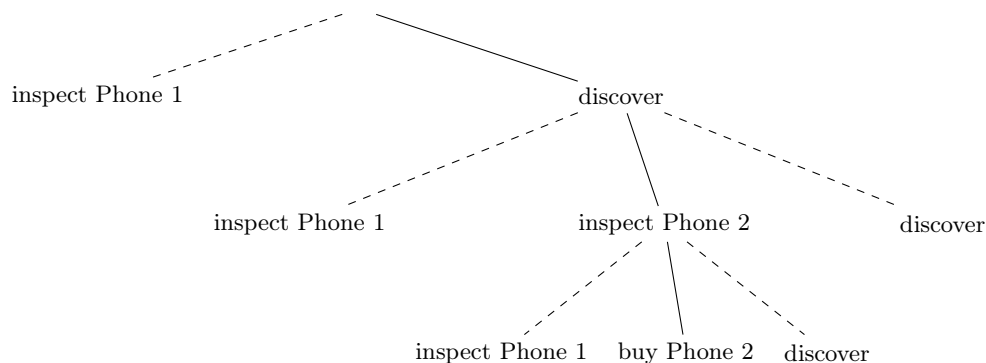 inspect Phone 1
discover
inspect Phone 1
inspect Phone 2
discover
inspect Phone 1
buy Phone 2
discover